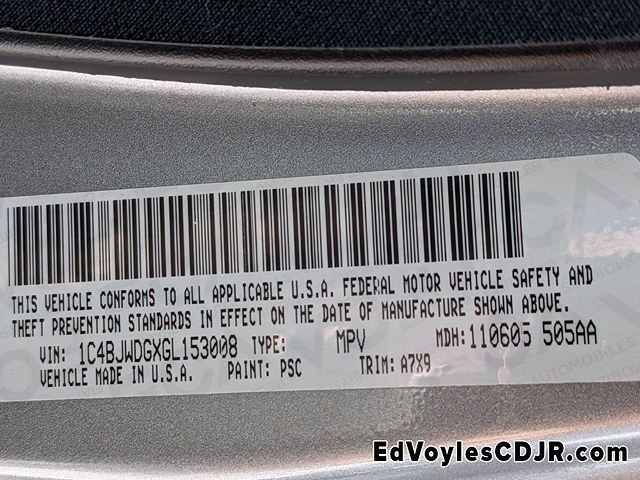 THIS VEHICLE CONFORMS TO ALL APPLICABLE U.S.A. FEDERAL MOTOR VEHICLE SAFETY AND
THEFT PREVENTION STANDARDS IN EFFECT ON THE DATE OF MANUFACTURE SHOWN ABOVE.
VIN: 1C4BJWDGXGL153008 TYPE: MPV MDH: 110605 505AA
VEHICLE MADE IN U.S.A. PAINT: PSC TRIM: A7X9
EdVoylesCDJR.com